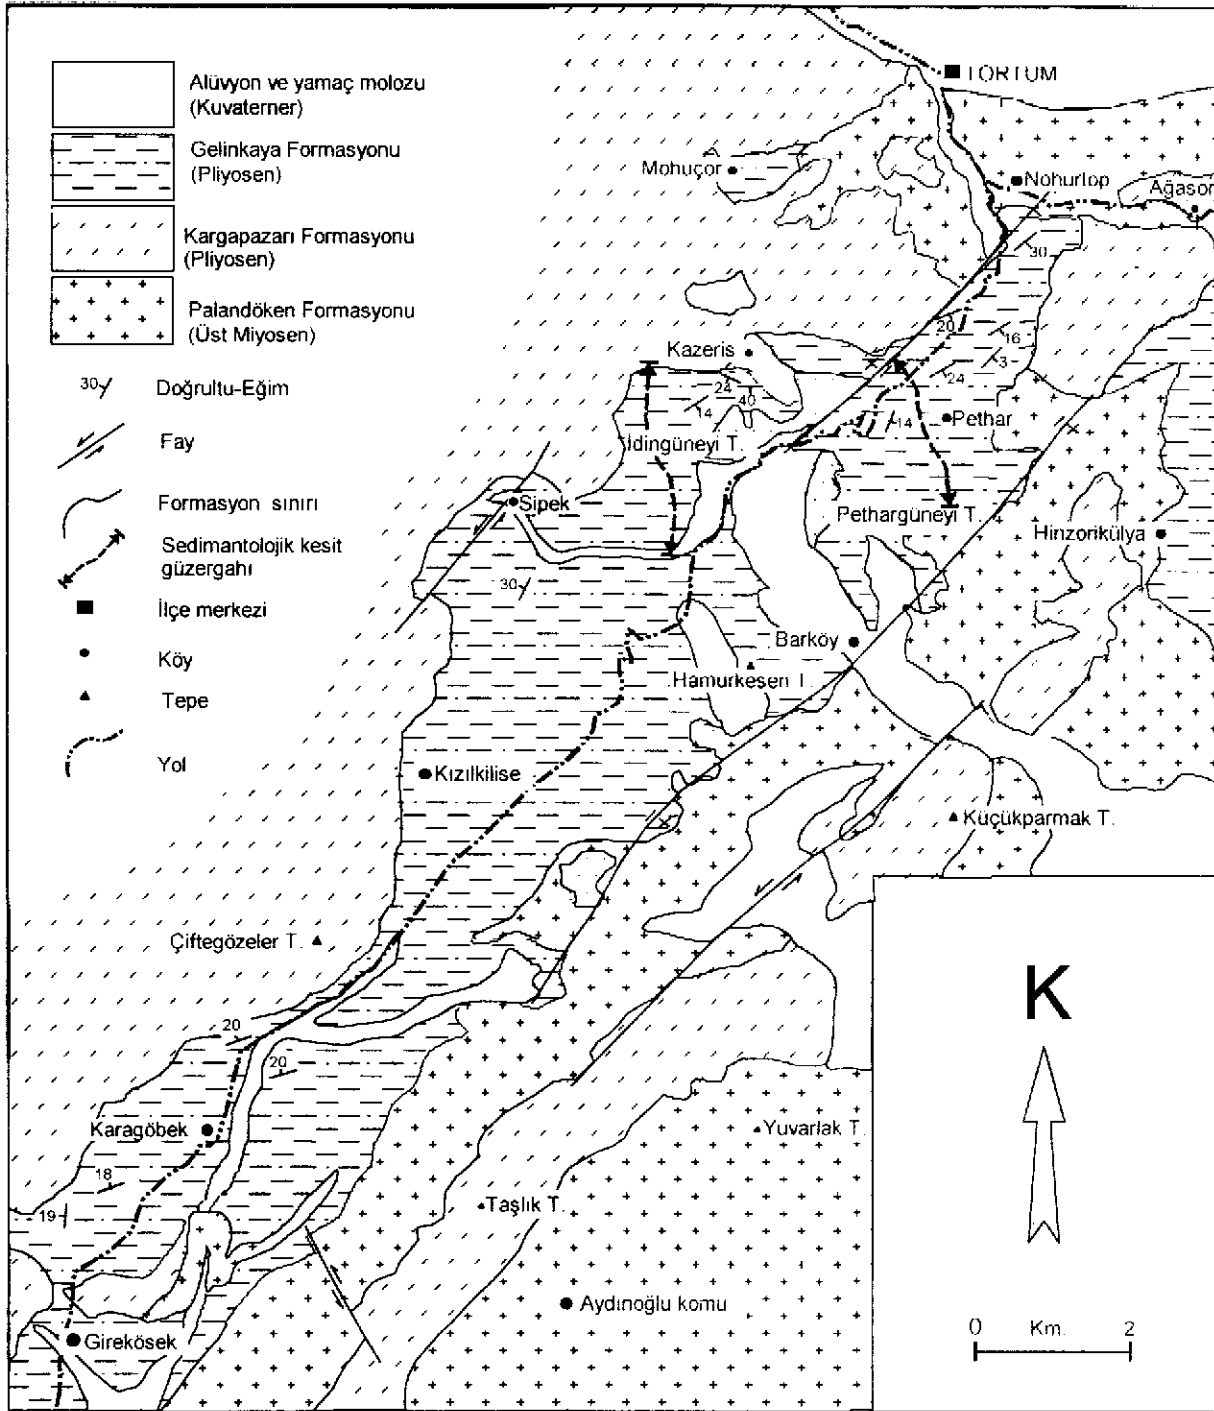 Alüvyon ve yamaç molozu
(Kuvaterner)
Gelinkaya Formasyonu
(Pliyosen)
Kargapazarı Formasyonu
(Pliyosen)
Palandöken Formasyonu
(Üst Miyosen)
30
Doğrultu-Eğim
Fay
Formasyon sınırı
Sedimantolojik kesit
güzergahı
İlçe merkezi
Köy
Tepe
Yol
TORTUM
Mohuçor
Nohurtop
Ağasor
30
20
16
3
Kazeris
24
24
40
14
14
Pethar
Idingüneyi T.
Sipek
Pethargüneyi T.
Hinzorikülya
30
Barköy
Hamurkesen T
Kızılkilise
Küçükparmak T.
Çiftegözeler T.
K
20
20
Karagöbek
Yuvarlak T.
18
Taşlık T.
19
Aydınoğlu komu
0 Km. 2
Girekösek